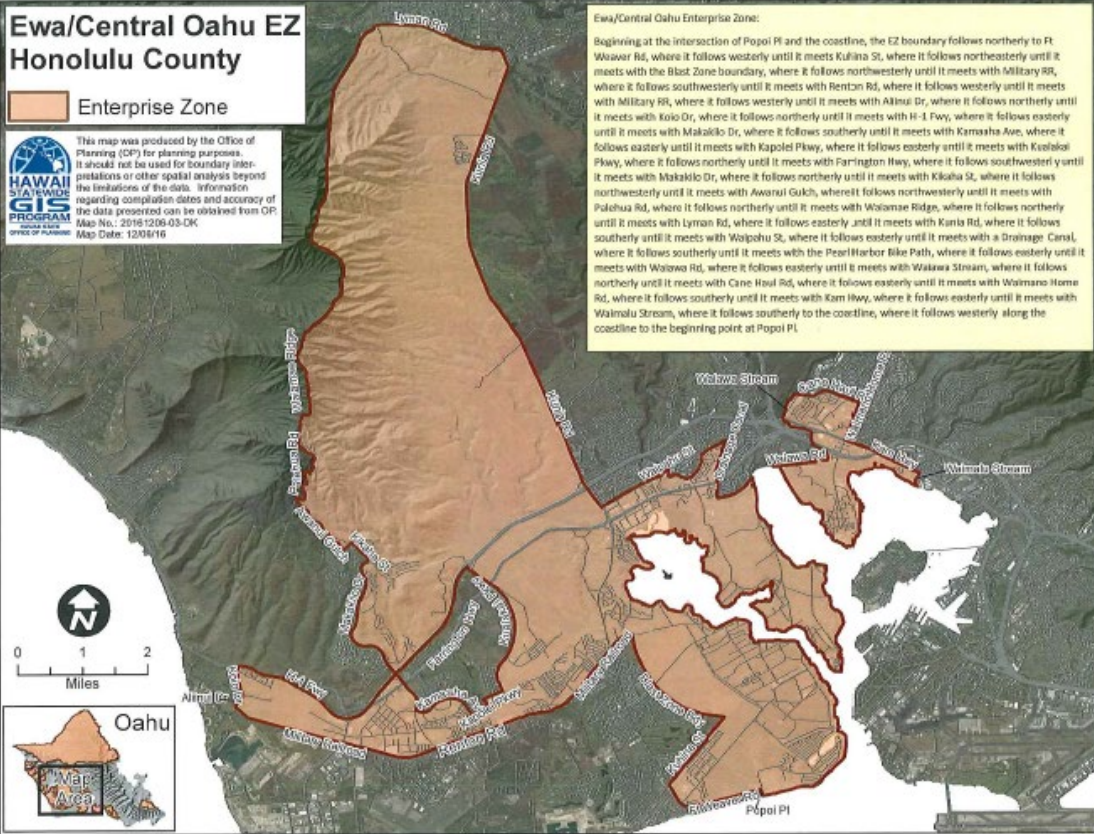 Ewa/Central Oahu EZ
Honolulu County
Enterprise Zone
HAWAII
STATEWIDE
GIS
PROGRAM
HAWAII STATE
OFFICE OF PLANNING
This map was produced by the Office of
Planning (OP) for planning purposes.
It should not be used for boundary inter-
pretations or other spatial analysis beyond
the limitations of the data. Information
regarding compilation dates and accuracy of
the data presented can be obtained from OP.
Map No.: 20161206-03-DK
Map Date: 12/06/16
Ewa/Central Oahu Enterprise Zone:
Beginning at the intersection of Popoi Pl and the coastline, the EZ boundary follows northerly to Ft
Weaver Rd, where it follows westerly until it meets Kuhina St, where it follows northeasterly until it
meets with the Blast Zone boundary, where it follows northwesterly until it meets with Military RR,
where it follows southwesterly until it meets with Renton Rd, where it follows westerly until it meets
with Military RR, where it follows westerly until it meets with Aliinui Dr, where it follows northerly until
it meets with Koio Dr, where it follows northerly until it meets with H-1 Fwy, where it follows easterly
until it meets with Makakilo Dr, where it follows southerly until it meets with Kamaaha Ave, where it
follows easterly until it meets with Kapolei Pkwy, where it follows easterly until it meets with Kualakai
Pkwy, where it follows northerly until it meets with Farrington Hwy, where it follows southwesterly until
it meets with Makakilo Dr, where it follows northerly until it meets with Kikaha St, where it follows
northwesterly until it meets with Awanui Gulch, where it follows northwesterly until it meets with
Palehua Rd, where it follows northerly until it meets with Waiamae Ridge, where it follows northerly
until it meets with Lyman Rd, where it follows easterly until it meets with Kunia Rd, where it follows
southerly until it meets with Waipahu St, where it follows easterly until it meets with a Drainage Canal,
where it follows southerly until it meets with the Pearl Harbor Bike Path, where it follows easterly until it
meets with Waiawa Rd, where it follows easterly until it meets with Waiawa Stream, where it follows
northerly until it meets with Cane Haul Rd, where it follows easterly until it meets with Waimano Home
Rd, where it follows southerly until it meets with Kam Hwy, where it follows easterly until it meets with
Waimalu Stream, where it follows southerly to the coastline, where it follows westerly along the
coastline to the beginning point at Popoi Pl.
Lyman Rd
Kunia Rd
Palehua Rd
Kunia Rd
Awanui Gulch
Kikaha St
Makakilo Dr
Farrington Hwy
Waipahu St
Waiawa Stream
Cane Haul
Waiawa Rd
Kam Hwy
Waimalu Stream
H-1 Fwy
Military Railroad
Renton Rd
Kapolei Pkwy
Blast Zone Bdry
Kuhina St
Ft Weaver Rd
Popoi Pl
N
0 1 2
Miles
Oahu
Map
Area